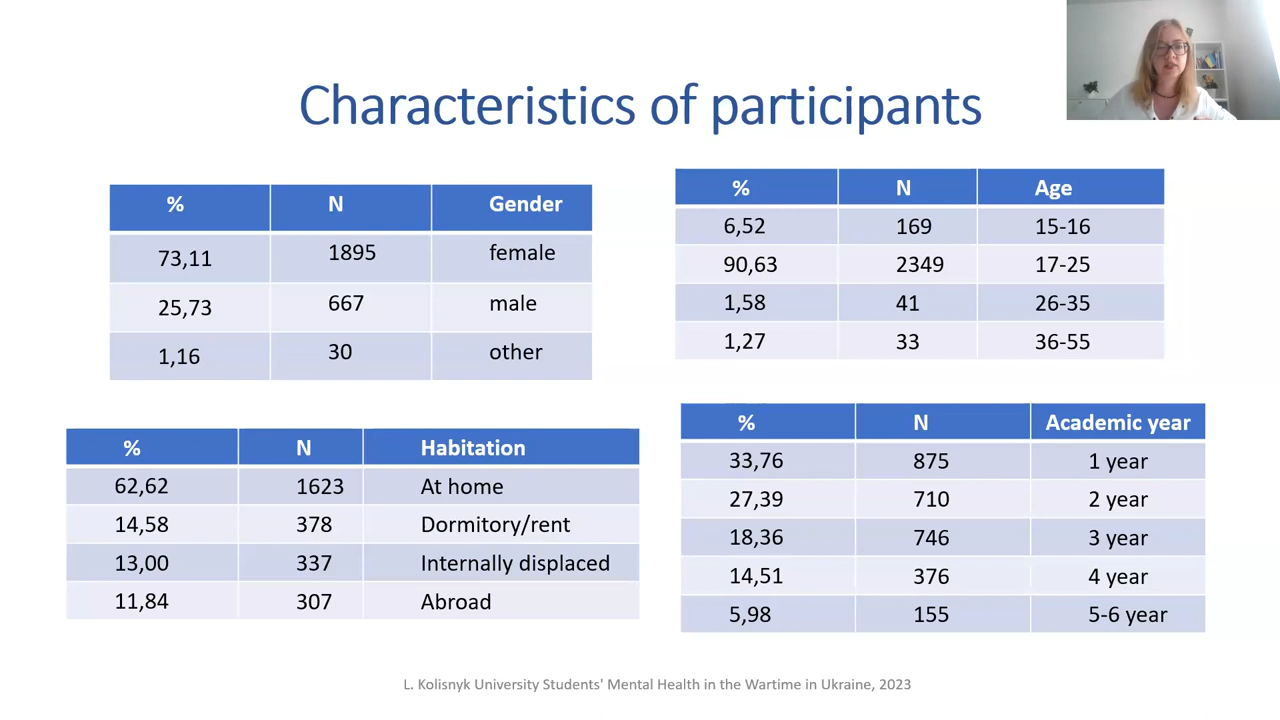 Characteristics of participants
% N Gender
73,11 1895 female
25,73 667 male
1,16 30 other
% N Age
6,52 169 15-16
90,63 2349 17-25
1,58 41 26-35
1,27 33 36-55
% N Habitation
62,62 1623 At home
14,58 378 Dormitory/rent
13,00 337 Internally displaced
11,84 307 Abroad
% N Academic year
33,76 875 1 year
27,39 710 2 year
18,36 746 3 year
14,51 376 4 year
5,98 155 5-6 year
L. Kolisnyk University Students' Mental Health in the Wartime in Ukraine, 2023